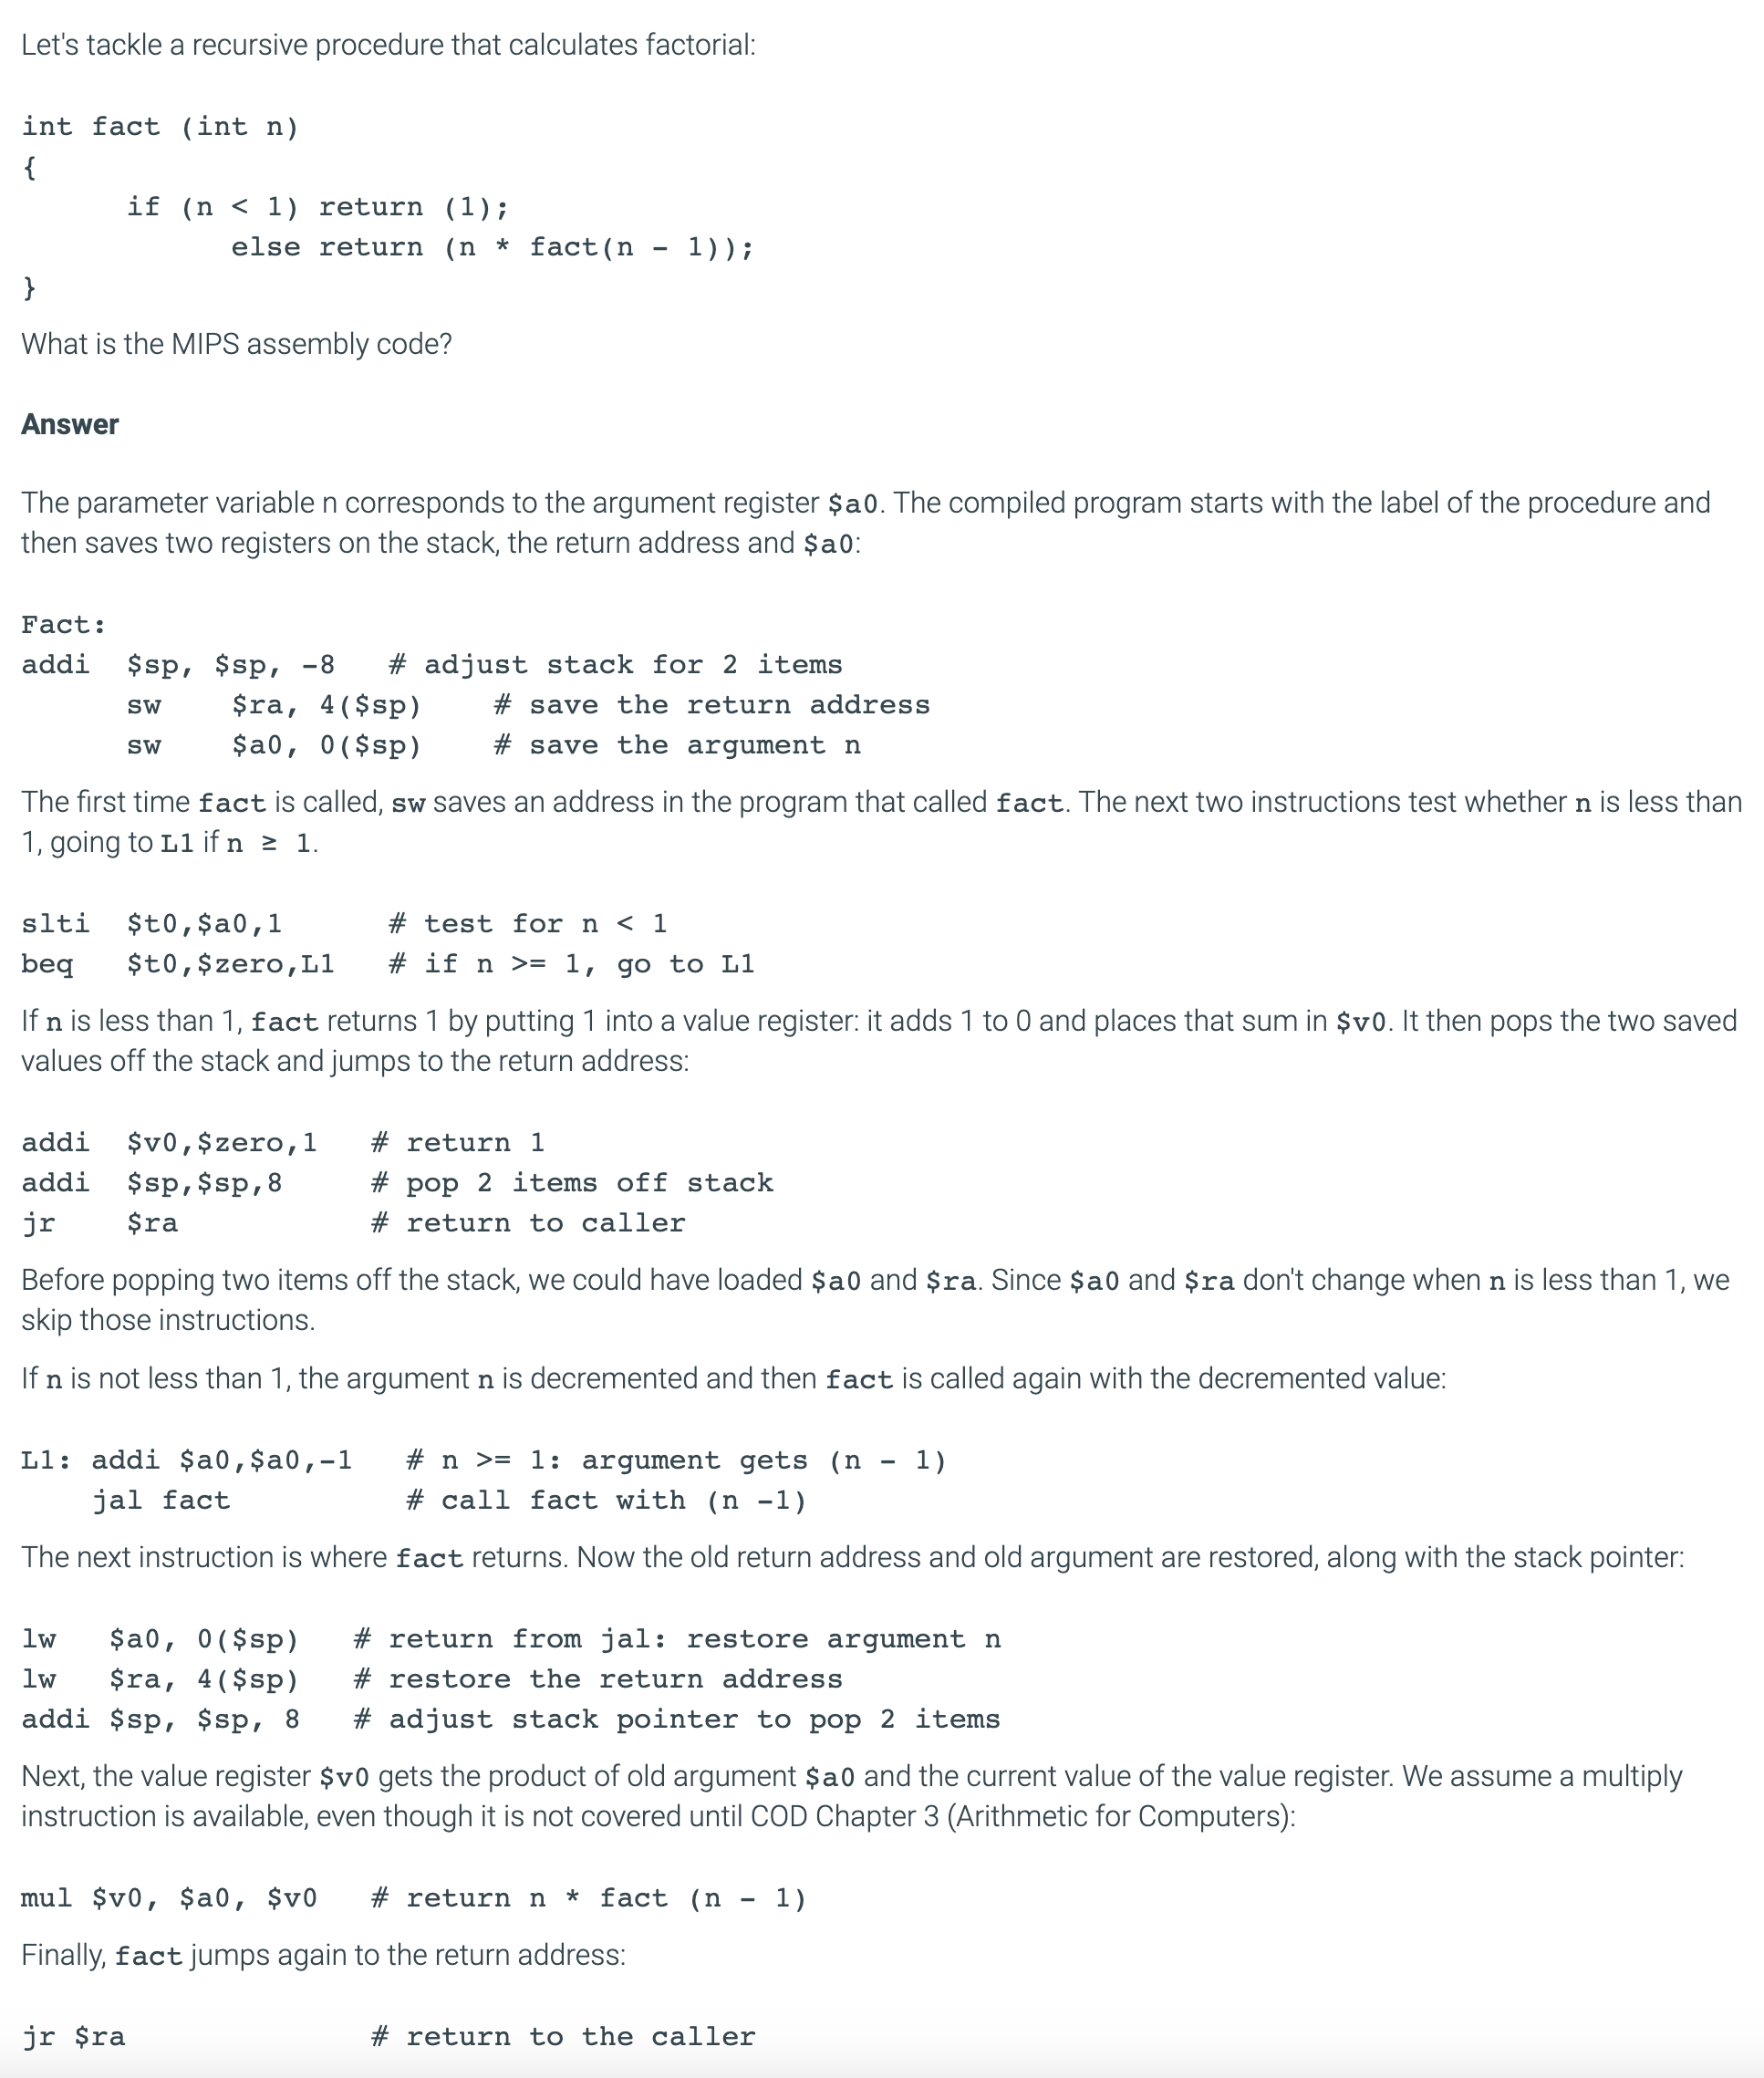 Let's tackle a recursive procedure that calculates factorial:
int fact (int n)
{
      if (n < 1) return (1);
            else return (n * fact(n - 1));
}
What is the MIPS assembly code?
Answer
The parameter variable n corresponds to the argument register $a0. The compiled program starts with the label of the procedure and
then saves two registers on the stack, the return address and $a0:
Fact:
addi  $sp, $sp, -8   # adjust stack for 2 items
      sw    $ra, 4($sp)    # save the return address
      sw    $a0, 0($sp)    # save the argument n
The first time fact is called, sw saves an address in the program that called fact. The next two instructions test whether n is less than
1, going to L1 if n ≥ 1.
slti  $t0,$a0,1      # test for n < 1
beq   $t0,$zero,L1   # if n >= 1, go to L1
If n is less than 1, fact returns 1 by putting 1 into a value register: it adds 1 to 0 and places that sum in $v0. It then pops the two saved
values off the stack and jumps to the return address:
addi  $v0,$zero,1   # return 1
addi  $sp,$sp,8     # pop 2 items off stack
jr    $ra           # return to caller
Before popping two items off the stack, we could have loaded $a0 and $ra. Since $a0 and $ra don't change when n is less than 1, we
skip those instructions.
If n is not less than 1, the argument n is decremented and then fact is called again with the decremented value:
L1: addi $a0,$a0,-1   # n >= 1: argument gets (n - 1)
    jal fact          # call fact with (n -1)
The next instruction is where fact returns. Now the old return address and old argument are restored, along with the stack pointer:
lw   $a0, 0($sp)   # return from jal: restore argument n
lw   $ra, 4($sp)   # restore the return address
addi $sp, $sp, 8   # adjust stack pointer to pop 2 items
Next, the value register $v0 gets the product of old argument $a0 and the current value of the value register. We assume a multiply
instruction is available, even though it is not covered until COD Chapter 3 (Arithmetic for Computers):
mul $v0, $a0, $v0   # return n * fact (n - 1)
Finally, fact jumps again to the return address:
jr $ra              # return to the caller